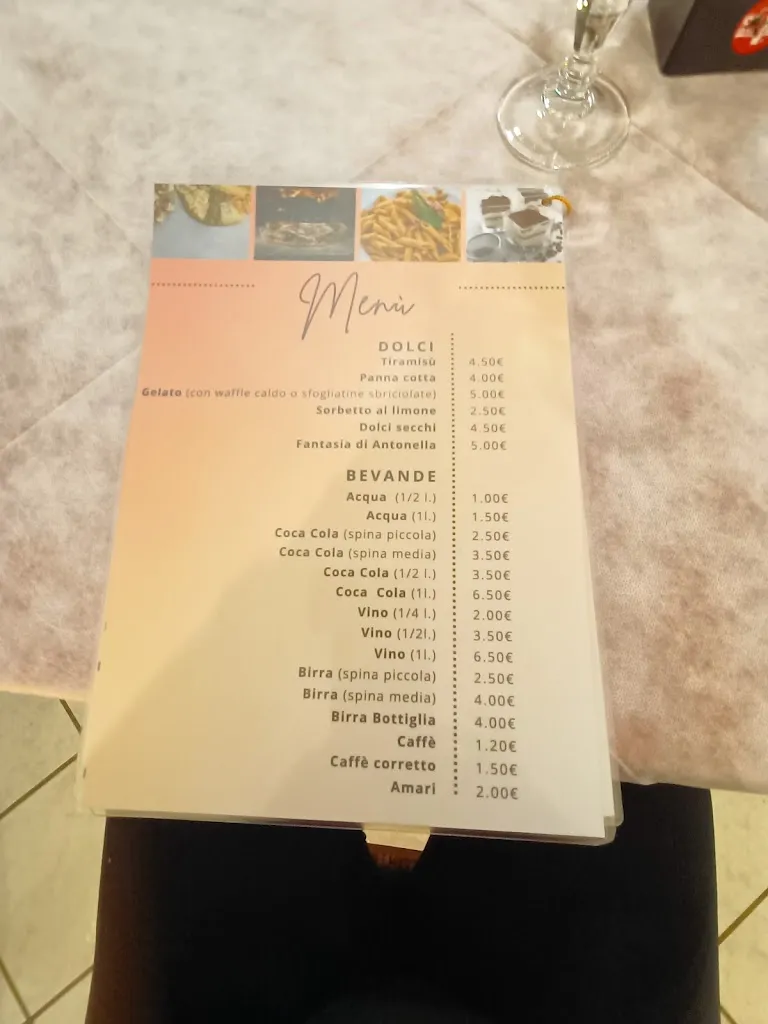 Menù
DOLCI
Tiramisù 4.50€
Panna cotta 4.00€
Gelato (con waffle caldo o sfogliatine sbriciolate) 5.00€
Sorbetto al limone 2.50€
Dolci secchi 4.50€
Fantasia di Antonella 5.00€
BEVANDE
Acqua (1/2 l.) 1.00€
Acqua (1l.) 1.50€
Coca Cola (spina piccola) 2.50€
Coca Cola (spina media) 3.50€
Coca Cola (1/2 l.) 3.50€
Coca Cola (1l.) 6.50€
Vino (1/4 l.) 2.00€
Vino (1/2l.) 3.50€
Vino (1l.) 6.50€
Birra (spina piccola) 2.50€
Birra (spina media) 4.00€
Birra Bottiglia 4.00€
Caffè 1.20€
Caffè corretto 1.50€
Amari 2.00€